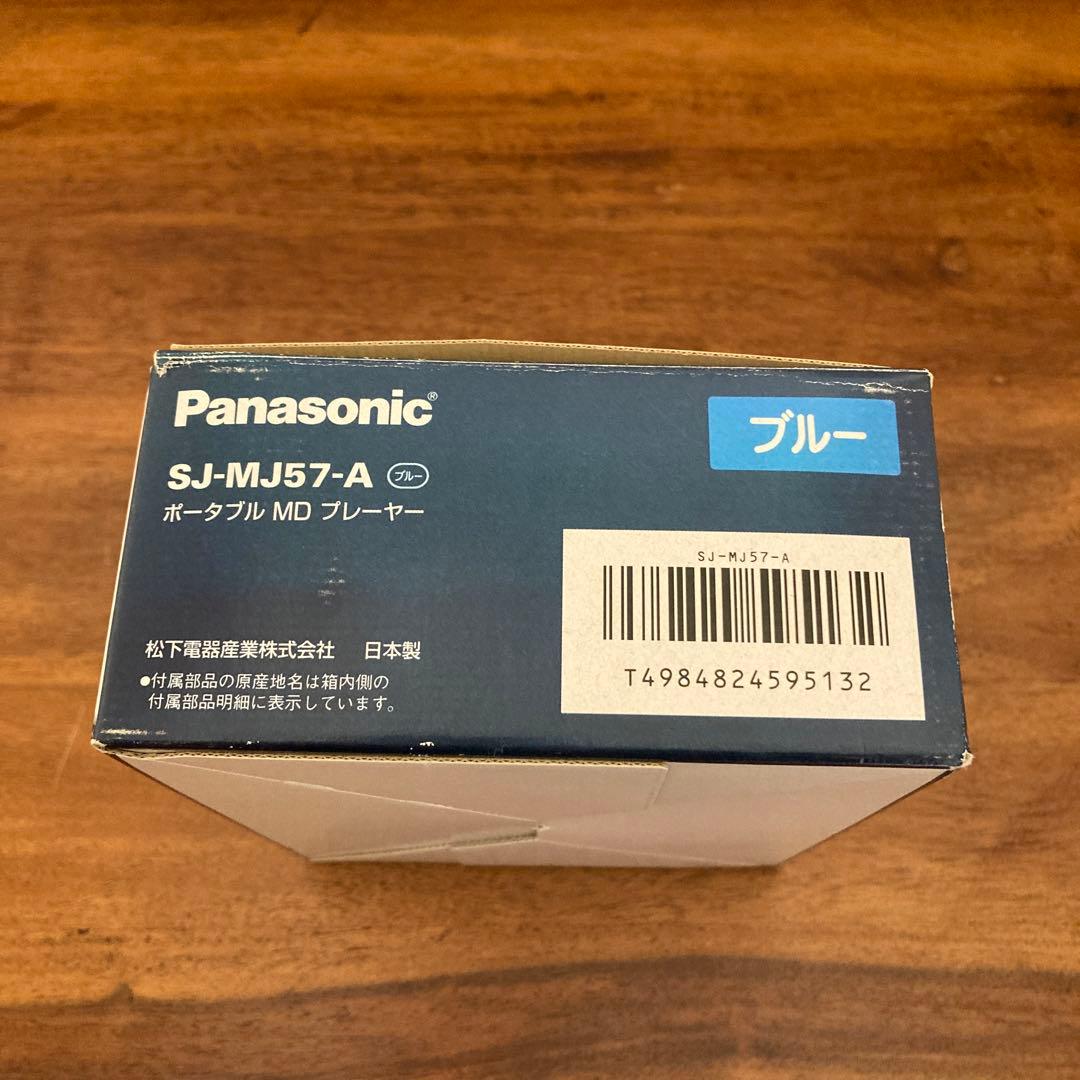 Panasonic®
ブルー
SJ-MJ57-A ブルー
ポータブル MD プレーヤー
SJ-MJ57-A
T4984824595132
松下電器産業株式会社 日本製
●付属部品の原産地名は箱内側の
付属部品明細に表示しています。